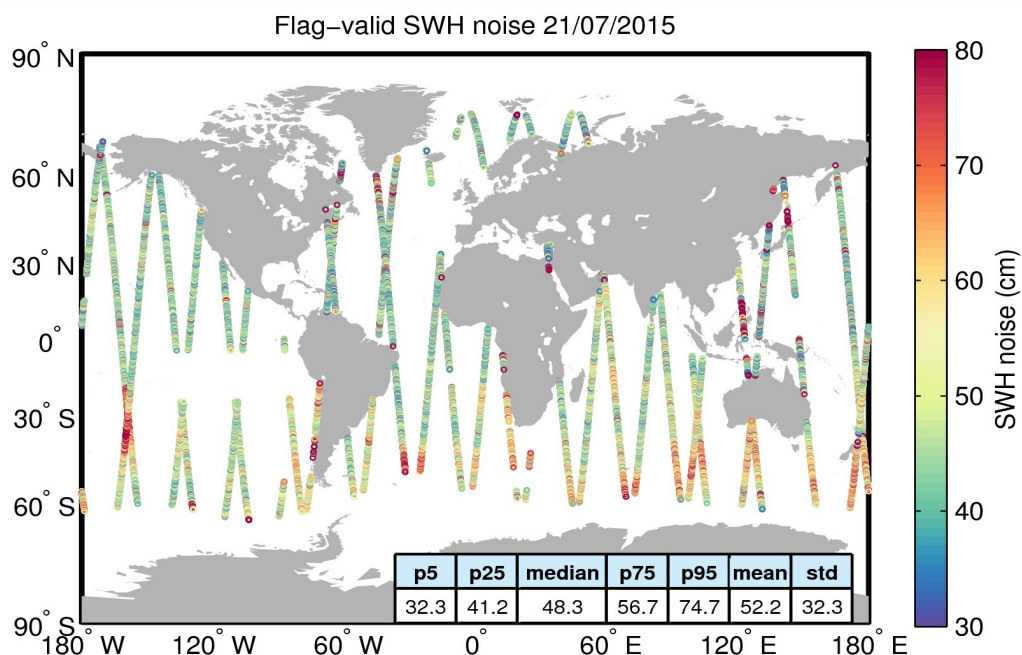 Flag−valid SWH noise 21/07/2015
90° N
60° N
30° N
0°
30° S
60° S
90° S
180° W
120° W
60° W
0°
60° E
120° E
180° E
p5 p25 median p75 p95 mean std
32.3 41.2 48.3 56.7 74.7 52.2 32.3
80
70
60
50
40
30
SWH noise (cm)